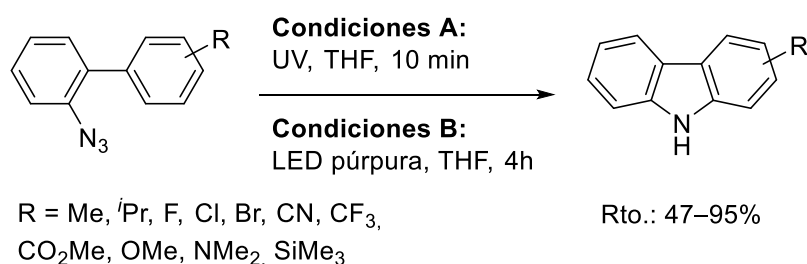 R
Condiciones A:
UV, THF, 10 min
R
N₃
Condiciones B:
LED púrpura, THF, 4h
N
H
R = Me, ⁱPr, F, Cl, Br, CN, CF₃,
CO₂Me, OMe, NMe₂, SiMe₃
Rto.: 47–95%